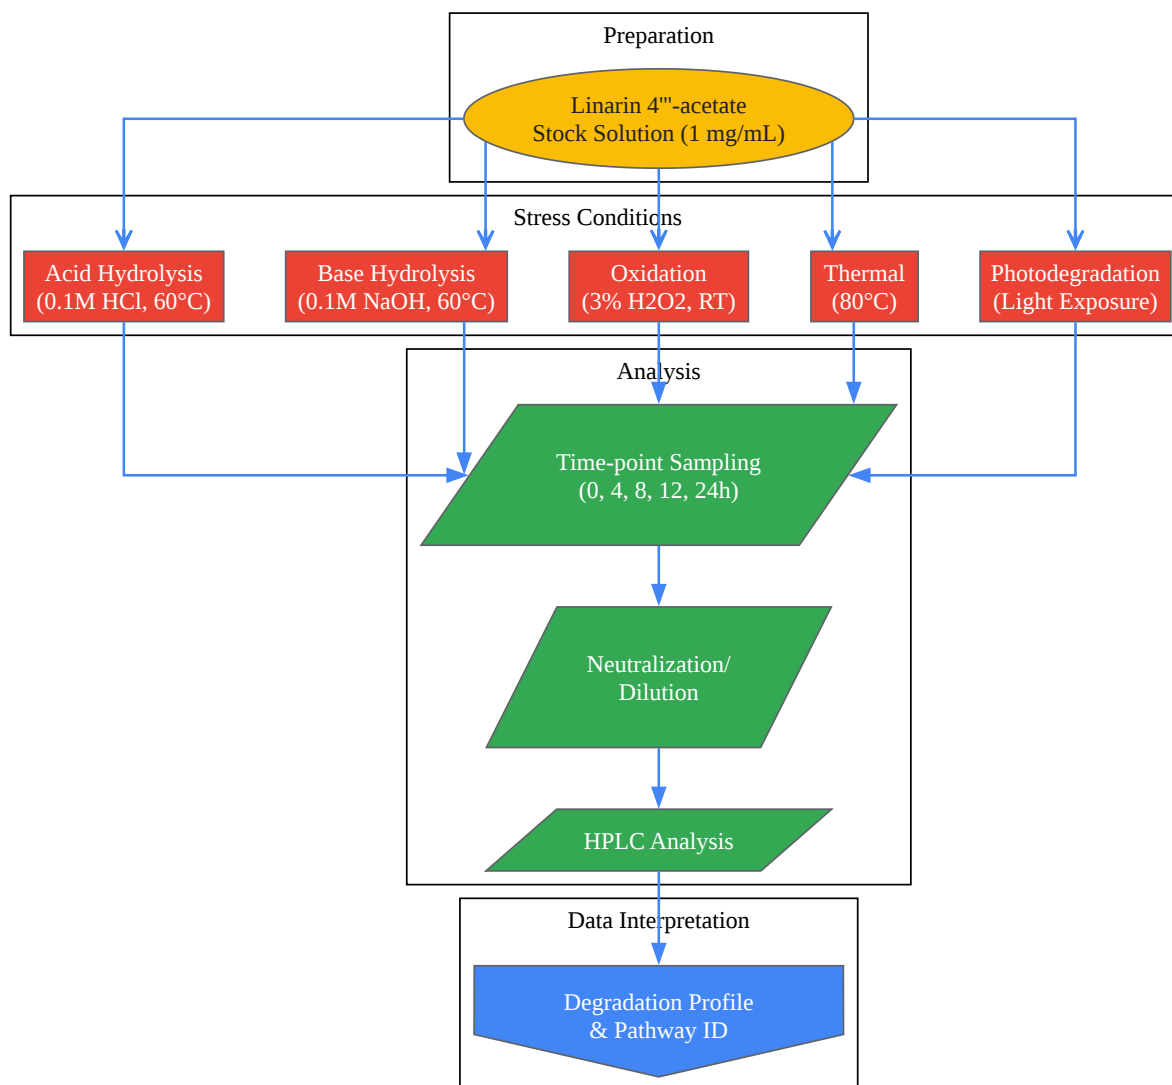 Preparation
Linarin 4'''-acetate
Stock Solution (1 mg/mL)
Stress Conditions
Acid Hydrolysis
(0.1M HCl, 60°C)
Base Hydrolysis
(0.1M NaOH, 60°C)
Oxidation
(3% H2O2, RT)
Thermal
(80°C)
Photodegradation
(Light Exposure)
Analysis
Time-point Sampling
(0, 4, 8, 12, 24h)
Neutralization/
Dilution
HPLC Analysis
Data Interpretation
Degradation Profile
& Pathway ID